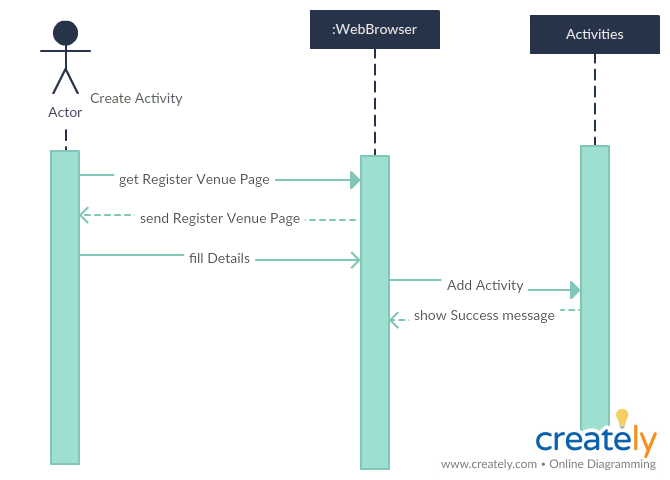 :WebBrowser
Activities
Create Activity
Actor
get Register Venue Page
send Register Venue Page
fill Details
Add Activity
show Success message
creately
www.creately.com • Online Diagramming